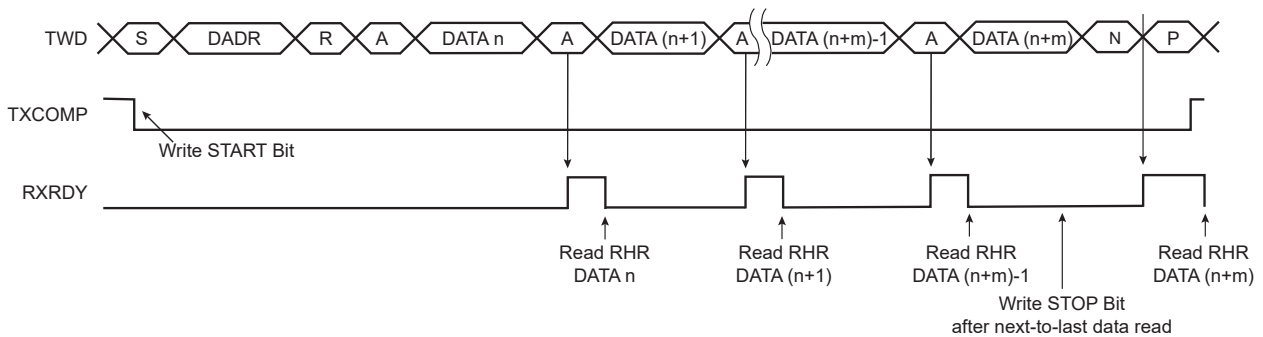 TWD S DADR R A DATA n A DATA (n+1) A DATA (n+m)-1 A DATA (n+m) N P
TXCOMP
Write START Bit
RXRDY
Read RHR
DATA n
Read RHR
DATA (n+1)
Read RHR
DATA (n+m)-1
Read RHR
DATA (n+m)
Write STOP Bit
after next-to-last data read